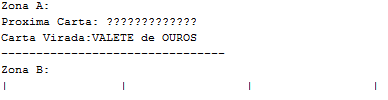 Zona A:
Proxima Carta: ?????????????
Carta Virada:VALETE de OUROS
--------------------------------
Zona B:
| | | |